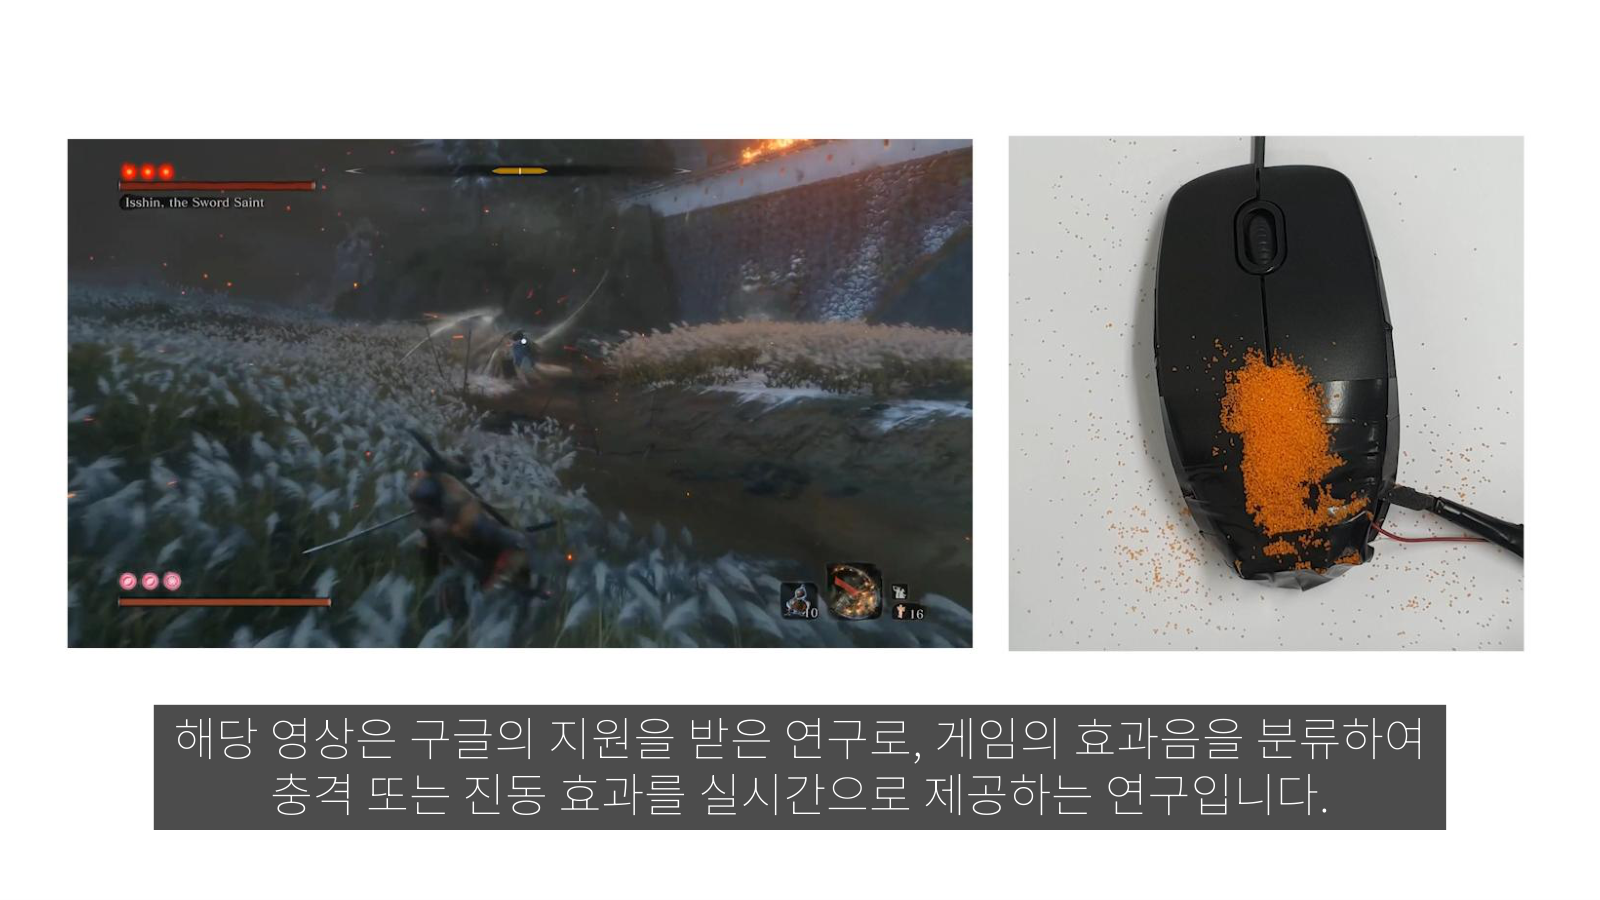 Isshin, the Sword Saint
10
16
해당 영상은 구글의 지원을 받은 연구로, 게임의 효과음을 분류하여
충격 또는 진동 효과를 실시간으로 제공하는 연구입니다.